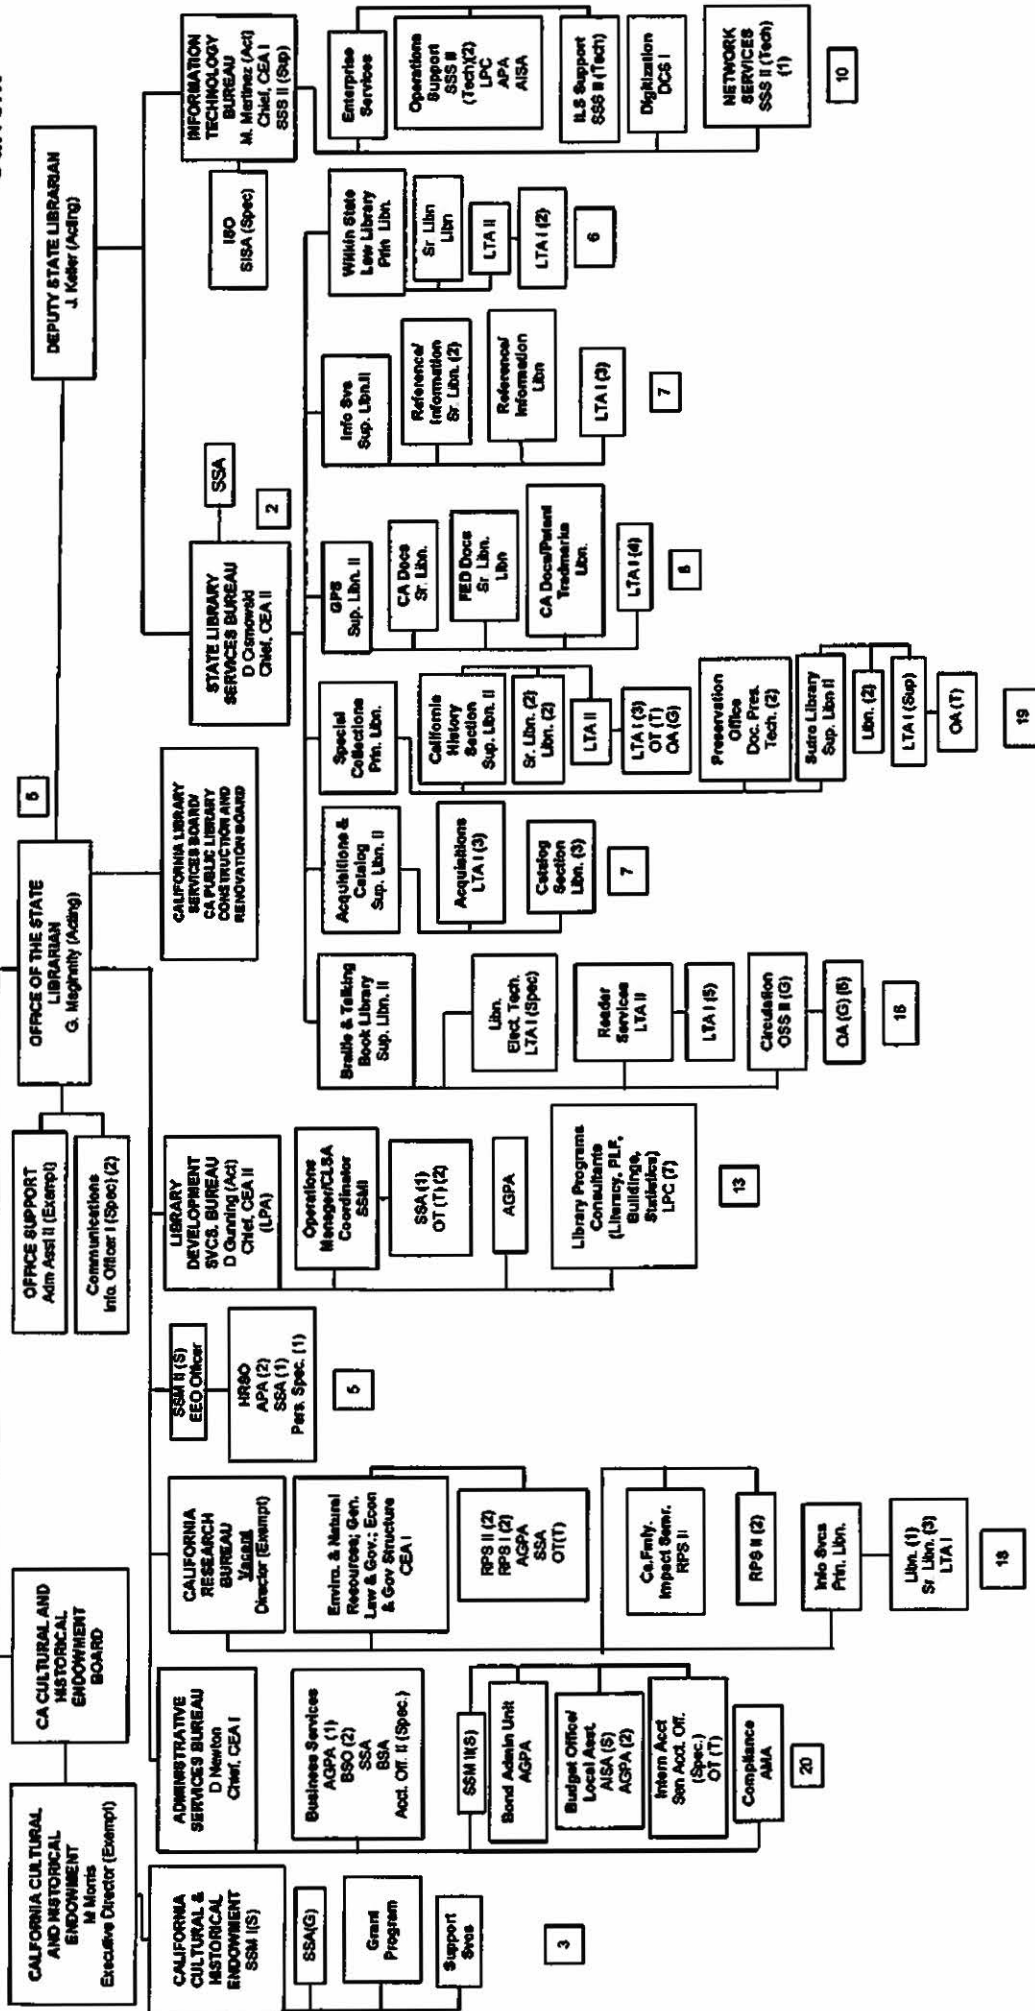 CALIFORNIA CULTURAL
AND HISTORICAL
ENDOWMENT
M Morris
Executive Director (Exempt)
CA CULTURAL AND
HISTORICAL
ENDOWMENT
BOARD
OFFICE SUPPORT
Adm Asst II (Exempt)
Communications
Info. Officer I (Spec) (2)
OFFICE OF THE STATE
LIBRARIAN
G. Maginnity (Acting)
5
DEPUTY STATE LIBRARIAN
J. Keller (Acting)
CALIFORNIA
CULTURAL &
HISTORICAL
ENDOWMENT
SSM I(S)
SSA(G)
Grant
Program
Support
Svcs
3
ADMINISTRATIVE
SERVICES BUREAU
D Newton
Chief, CEA I
Business Services
AGPA (1)
BSO (2)
SSA
BSA
Acct. Off. II (Spec.)
SSM II(S)
Bond Admin Unit
AGPA
Budget Office/
Local Asst.
AISA (S)
AGPA (2)
Intern Act
Sen Acct. Off.
(Spec.)
OT (T)
Compliance
AMA
20
CALIFORNIA
RESEARCH
BUREAU
Vacant
Director (Exempt)
Enviro. & Natural
Resources; Gen.
Law & Gov.; Econ
& Gov Structure
CEA I
RPS II (2)
RPS I (2)
AGPA
SSA
OT(T)
Ca.Fmly.
Impact Semr.
RPS II
RPS II (2)
Info Svcs
Prin. Libn.
Libn. (1)
Sr Libn. (3)
LTA I
18
SSM II (S)
EEO Officer
HRSO
APA (2)
SSA (1)
Pers. Spec. (1)
5
LIBRARY
DEVELOPMENT
SVCS. BUREAU
D Gunning (Act)
Chief, CEA II
(LPA)
Operations
Manager/CLSA
Coordinator
SSMI
SSA (1)
OT (T) (2)
AGPA
Library Programs
Consultants
(Literacy, PLF,
Buildings,
Statistics)
LPC (7)
13
CALIFORNIA LIBRARY
SERVICES BOARD/
CA PUBLIC LIBRARY
CONSTRUCTION AND
RENOVATION BOARD
STATE LIBRARY
SERVICES BUREAU
D Cismowski
Chief, CEA II
SSA
2
Braille & Talking
Book Library
Sup. Libn. II
Libn.
Elect. Tech.
LTA I (Spec)
Reader
Services
LTA II
LTA I (5)
Circulation
OSS II (G)
OA (G) (5)
16
Acquisitions &
Catalog
Sup. Libn. II
Acquisitions
LTA I (3)
Catalog
Section
Libn. (3)
7
Special
Collections
Prin. Libn.
California
History
Section
Sup. Libn. II
Sr. Libn. (2)
Libn. (2)
LTA II
LTA I (3)
OT (T)
OA (G)
Preservation
Office
Doc. Pres.
Tech. (2)
Sutro Library
Sup. Libn II
Libn. (2)
LTA I (Sup)
OA (T)
19
GPS
Sup. Libn. II
CA Docs
Sr. Libn.
FED Docs
Sr Libn.
Libn
CA Docs/Patent
Tradmarks
Libn.
LTA I (4)
Info Svs
Sup. Libn.II
Reference/
Information
Sr. Libn. (2)
Reference/
Information
Libn
LTA I (3)
7
Witkin State
Law Library
Prin Libn.
Sr Libn
Libn
LTA II
LTA I (2)
6
INFORMATION
TECHNOLOGY
BUREAU
M. Martinez (Act)
Chief, CEA I
SSS II (Sup)
ISO
SISA (Spec)
Enterprise
Services
Operations
Support
SSS II
(Tech)(2)
LPC
APA
AISA
ILS Support
SSS II (Tech)
Digitization
DCS I
NETWORK
SERVICES
SSS II (Tech)
(1)
10